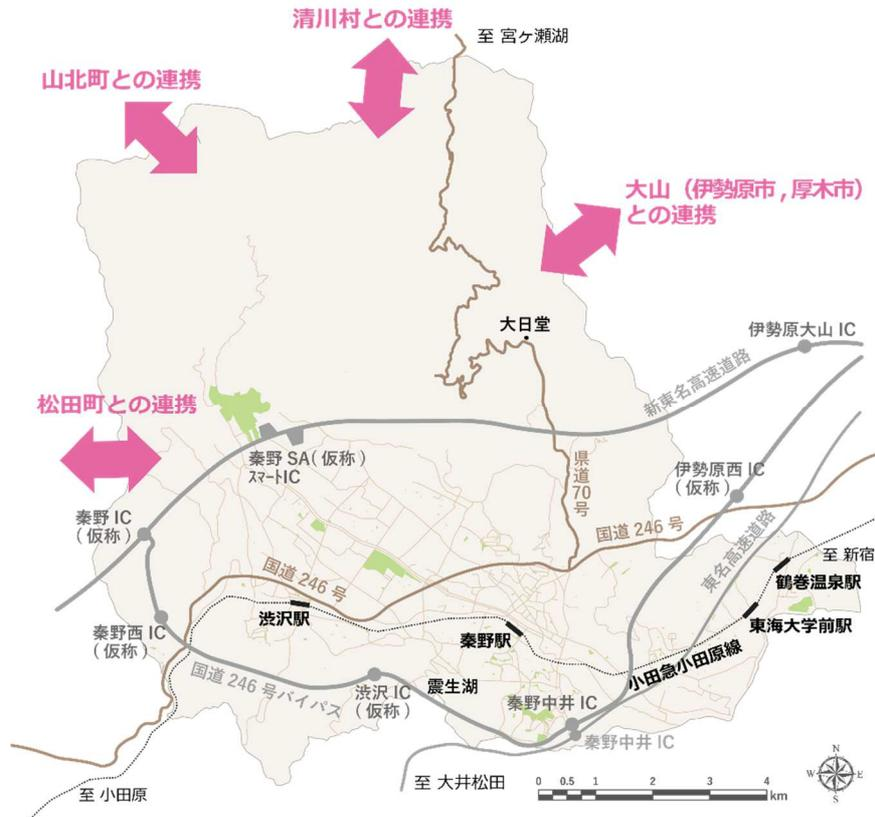 清川村との連携
至 宮ヶ瀬湖
山北町との連携
大山（伊勢原市 , 厚木市）
との連携
大日堂
伊勢原大山 IC
新東名高速道路
松田町との連携
秦野 SA( 仮称 )
ｽﾏｰﾄIC
県道70号
伊勢原西 IC
( 仮称 )
秦野 IC
( 仮称 )
国道 246 号
東名高速道路
至 新宿
国道 246 号
鶴巻温泉駅
渋沢駅
東海大学前駅
秦野西 IC
( 仮称 )
秦野駅
小田急小田原線
国道 246 号バイパス
渋沢 IC
( 仮称 )
震生湖
秦野中井 IC
秦野中井 IC
至 大井松田
至 小田原
0 0.5 1 2 3 4
km
N
W E
S